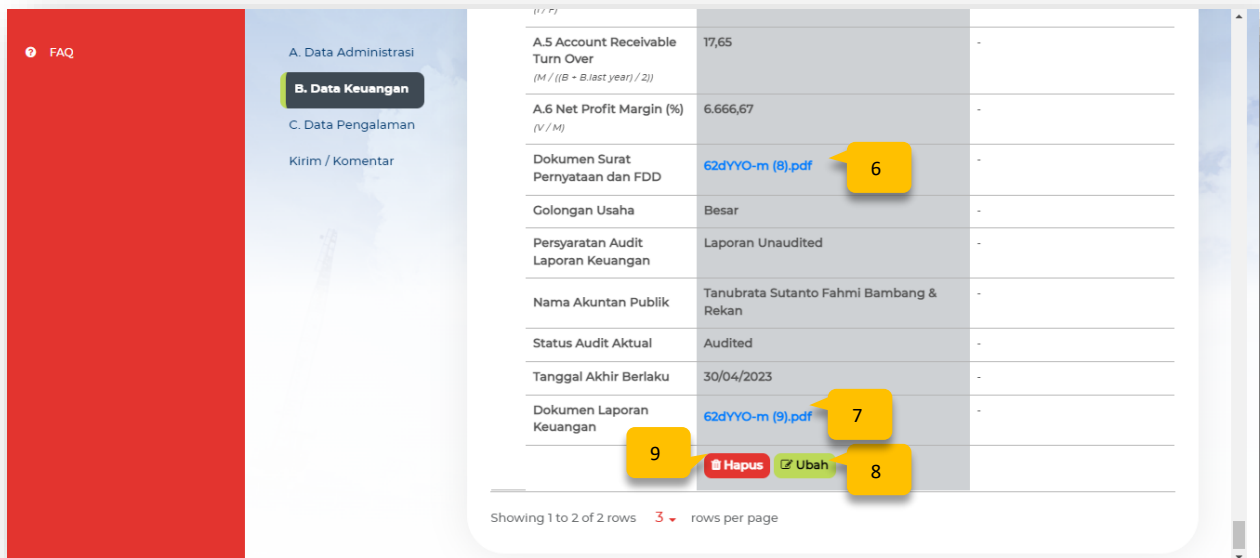 (I / F)
FAQ
A. Data Administrasi
B. Data Keuangan
C. Data Pengalaman
Kirim / Komentar
A.5 Account Receivable
Turn Over
(M / ((B + B.last year) / 2))
17,65
-
A.6 Net Profit Margin (%)
(V / M)
6.666,67
-
Dokumen Surat
Pernyataan dan FDD
62dYYO-m (8).pdf
6
-
Golongan Usaha
Besar
-
Persyaratan Audit
Laporan Keuangan
Laporan Unaudited
-
Nama Akuntan Publik
Tanubrata Sutanto Fahmi Bambang &
Rekan
-
Status Audit Aktual
Audited
-
Tanggal Akhir Berlaku
30/04/2023
-
Dokumen Laporan
Keuangan
62dYYO-m (9).pdf
7
-
9
Hapus
Ubah
8
Showing 1 to 2 of 2 rows 3 rows per page